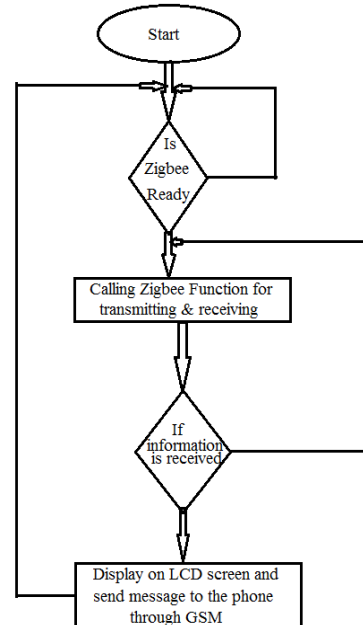 Start
Is
Zigbee
Ready
Calling Zigbee Function for
transmitting & receiving
If
information
is received
Display on LCD screen and
send message to the phone
through GSM